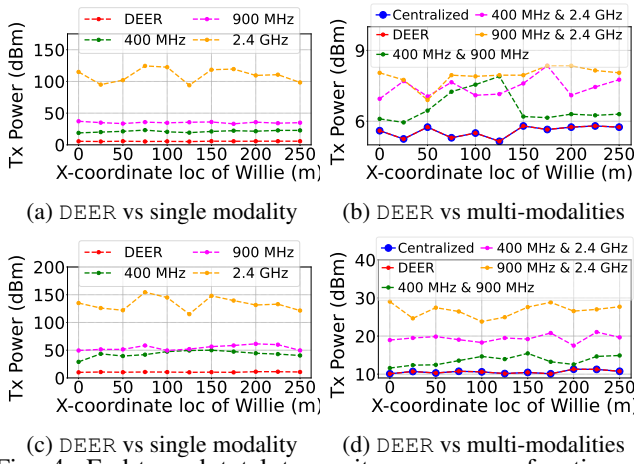 DEER
900 MHz
400 MHz
2.4 GHz
Tx Power (dBm)
150
100
50
0
0 50 100 150 200 250
X-coordinate loc of Willie (m)
(a) DEER vs single modality
Centralized
400 MHz & 2.4 GHz
DEER
900 MHz & 2.4 GHz
400 MHz & 900 MHz
Tx Power (dBm)
9
6
0 50 100 150 200 250
X-coordinate loc of Willie (m)
(b) DEER vs multi-modalities
DEER
900 MHz
400 MHz
2.4 GHz
Tx Power (dBm)
200
150
100
50
0
0 50 100 150 200 250
X-coordinate loc of Willie (m)
(c) DEER vs single modality
Centralized
400 MHz & 2.4 GHz
DEER
900 MHz & 2.4 GHz
400 MHz & 900 MHz
Tx Power (dBm)
40
30
20
10
0 50 100 150 200 250
X-coordinate loc of Willie (m)
(d) DEER vs multi-modalities